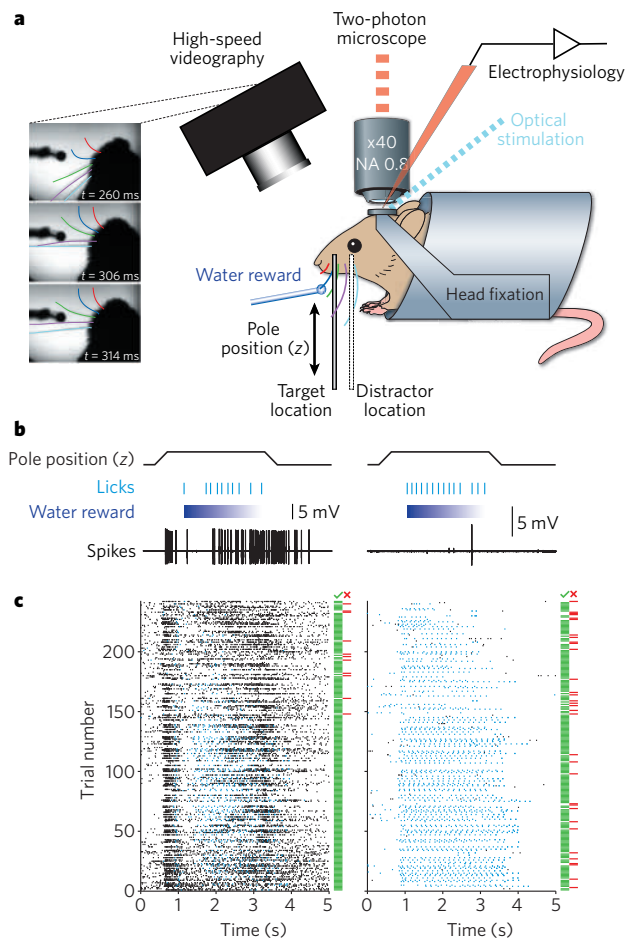 a
High-speed
videography
Two-photon
microscope
Electrophysiology
Optical
stimulation
x40
NA 0.8
t = 260 ms
t = 306 ms
t = 314 ms
Water reward
Head fixation
Pole
position (z)
Target
location
Distractor
location
b
Pole position (z)
Licks
Water reward
5 mV
5 mV
Spikes
c
✓ ✗
✓ ✗
Trial number
200
150
100
50
0
0 1 2 3 4 5
0 1 2 3 4 5
Time (s)
Time (s)